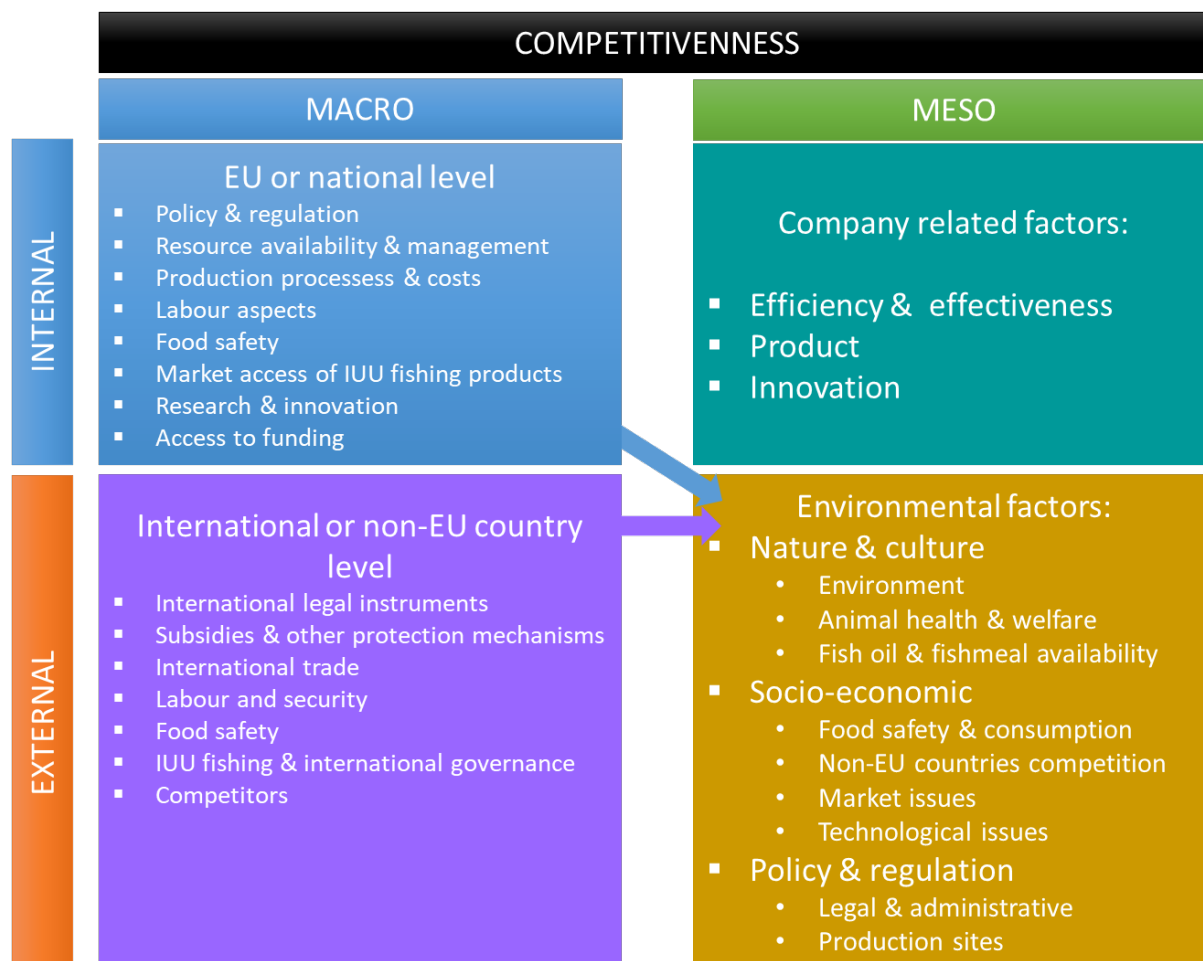 COMPETITIVENNESS
MACRO
MESO
INTERNAL
EU or national level
▪ Policy & regulation
▪ Resource availability & management
▪ Production processess & costs
▪ Labour aspects
▪ Food safety
▪ Market access of IUU fishing products
▪ Research & innovation
▪ Access to funding
Company related factors:
▪ Efficiency & effectiveness
▪ Product
▪ Innovation
EXTERNAL
International or non-EU country
level
▪ International legal instruments
▪ Subsidies & other protection mechanisms
▪ International trade
▪ Labour and security
▪ Food safety
▪ IUU fishing & international governance
▪ Competitors
Environmental factors:
▪ Nature & culture
• Environment
• Animal health & welfare
• Fish oil & fishmeal availability
▪ Socio-economic
• Food safety & consumption
• Non-EU countries competition
• Market issues
• Technological issues
▪ Policy & regulation
• Legal & administrative
• Production sites